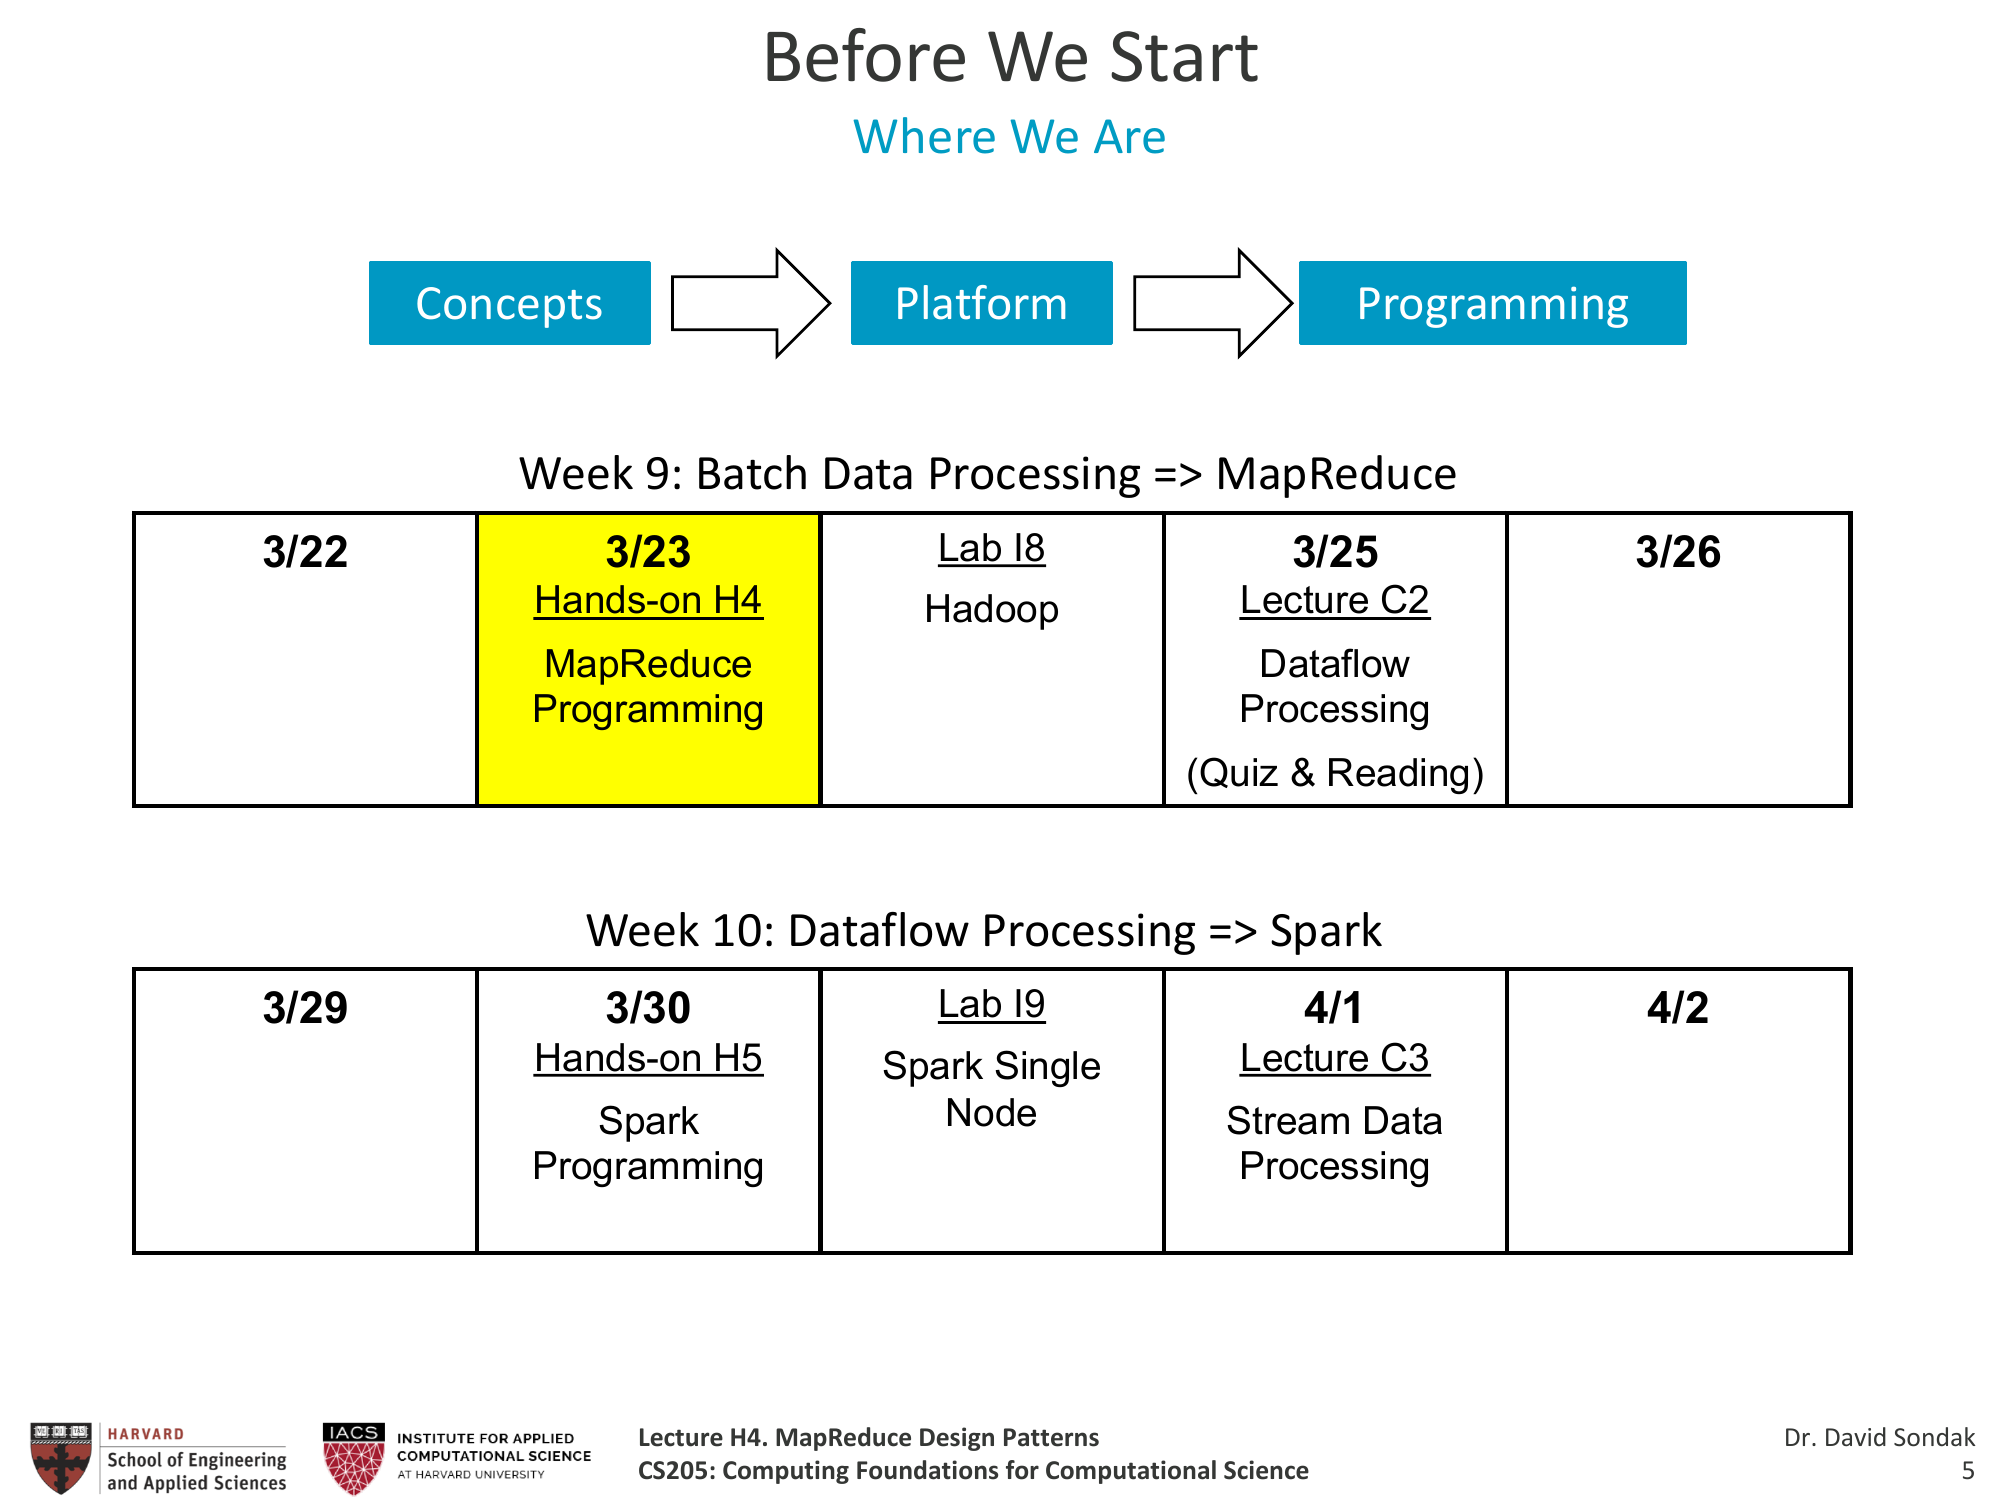 Before We Start
Where We Are
Concepts
Platform
Programming
Week 9: Batch Data Processing => MapReduce
3/22
3/23
Hands-on H4
MapReduce
Programming
Lab I8
Hadoop
3/25
Lecture C2
Dataflow
Processing
(Quiz & Reading)
3/26
Week 10: Dataflow Processing => Spark
3/29
3/30
Hands-on H5
Spark
Programming
Lab I9
Spark Single
Node
4/1
Lecture C3
Stream Data
Processing
4/2
HARVARD
School of Engineering
and Applied Sciences
IACS
INSTITUTE FOR APPLIED
COMPUTATIONAL SCIENCE
AT HARVARD UNIVERSITY
Lecture H4. MapReduce Design Patterns
CS205: Computing Foundations for Computational Science
Dr. David Sondak
5